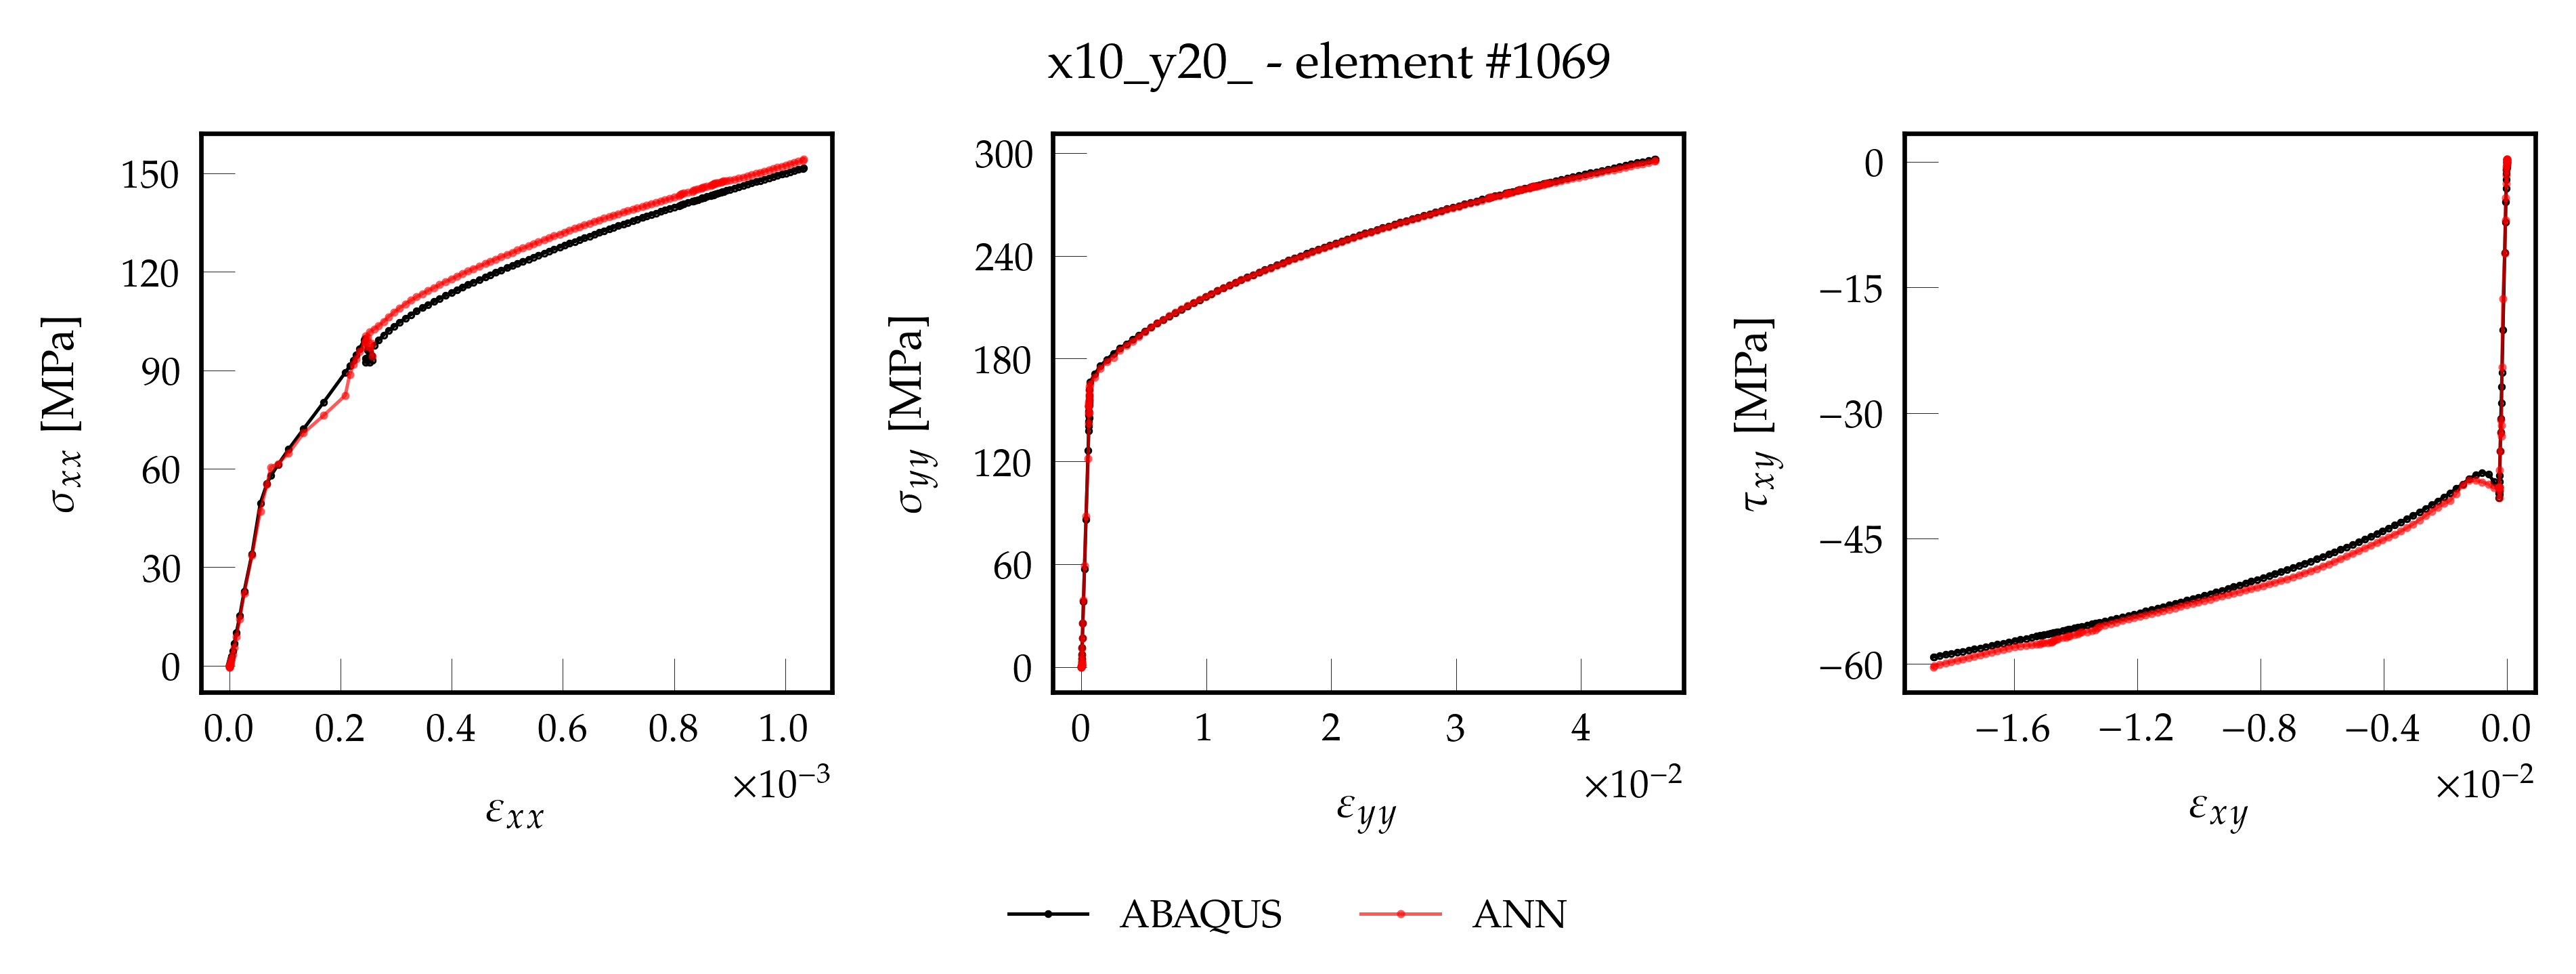 x10_y20_ - element #1069
σxx [MPa]
150
120
90
60
30
0
0.0 0.2 0.4 0.6 0.8 1.0
×10−3
εxx
σyy [MPa]
300
240
180
120
60
0
0 1 2 3 4
×10−2
εyy
τxy [MPa]
0
−15
−30
−45
−60
−1.6 −1.2 −0.8 −0.4 0.0
×10−2
εxy
ABAQUS ANN